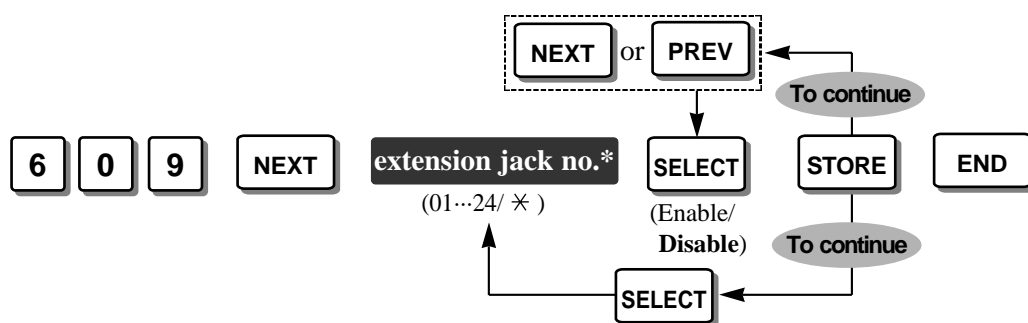 NEXT or PREV
To continue
6 0 9 NEXT extension jack no.* SELECT STORE END
(01···24/ ✳ )
(Enable/
Disable)
To continue
SELECT